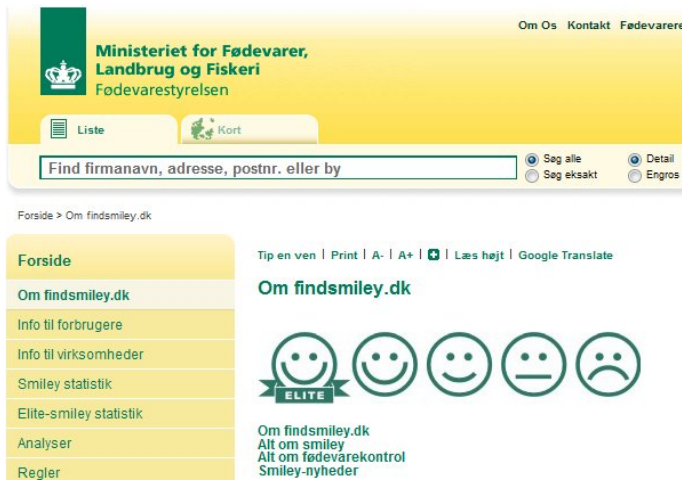 Om Os Kontakt Fødevarere
Ministeriet for Fødevarer,
Landbrug og Fiskeri
Fødevarestyrelsen
Liste Kort
Find firmanavn, adresse, postnr. eller by
Søg alle Detail
Søg eksakt Engros
Forside > Om findsmiley.dk
Tip en ven | Print | A- | A+ | Læs højt | Google Translate
Forside
Om findsmiley.dk
Info til forbrugere
Info til virksomheder
Smiley statistik
Elite-smiley statistik
Analyser
Regler
Om findsmiley.dk
ELITE
Om findsmiley.dk
Alt om smiley
Alt om fødevarekontrol
Smiley-nyheder